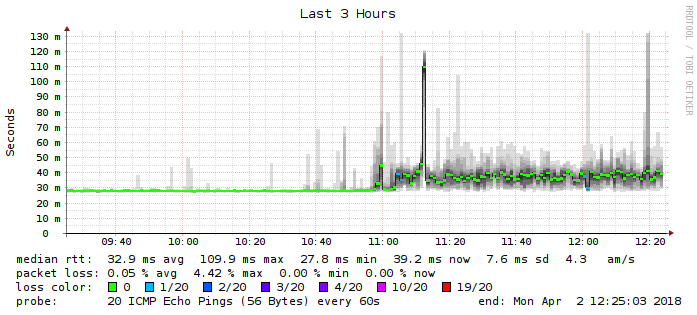 Last 3 Hours
RRDTOOL / TOBI OETIKER
Seconds
130 m
120 m
110 m
100 m
90 m
80 m
70 m
60 m
50 m
40 m
30 m
20 m
10 m
0
09:40 10:00 10:20 10:40 11:00 11:20 11:40 12:00 12:20
median rtt: 32.9 ms avg 109.9 ms max 27.8 ms min 39.2 ms now 7.6 ms sd 4.3 am/s
packet loss: 0.05 % avg 4.42 % max 0.00 % min 0.00 % now
loss color: 0 1/20 2/20 3/20 4/20 10/20 19/20
probe: 20 ICMP Echo Pings (56 Bytes) every 60s end: Mon Apr 2 12:25:03 2018